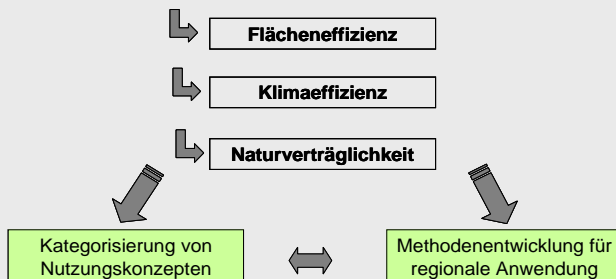 Flächeneffizienz
Klimaeffizienz
Naturverträglichkeit
Kategorisierung von
Nutzungskonzepten
Methodenentwicklung für
regionale Anwendung